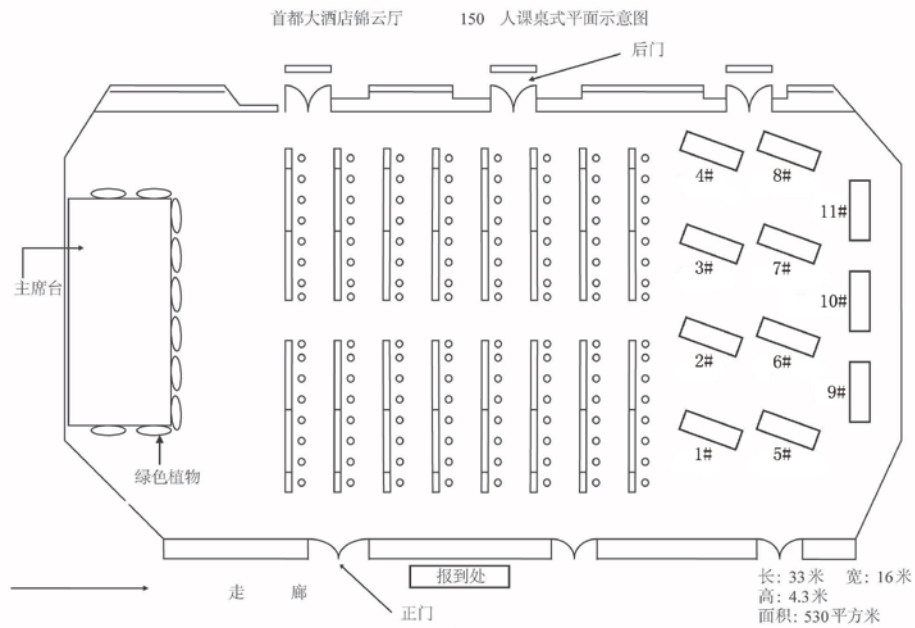 首都大酒店锦云厅 150 人课桌式平面示意图
后门
4# 8#
11#
主席台
3# 7#
10#
2# 6#
9#
绿色植物
1# 5#
报到处
走 廊
正门
长: 33米 宽: 16米
高: 4.3米
面积: 530平方米